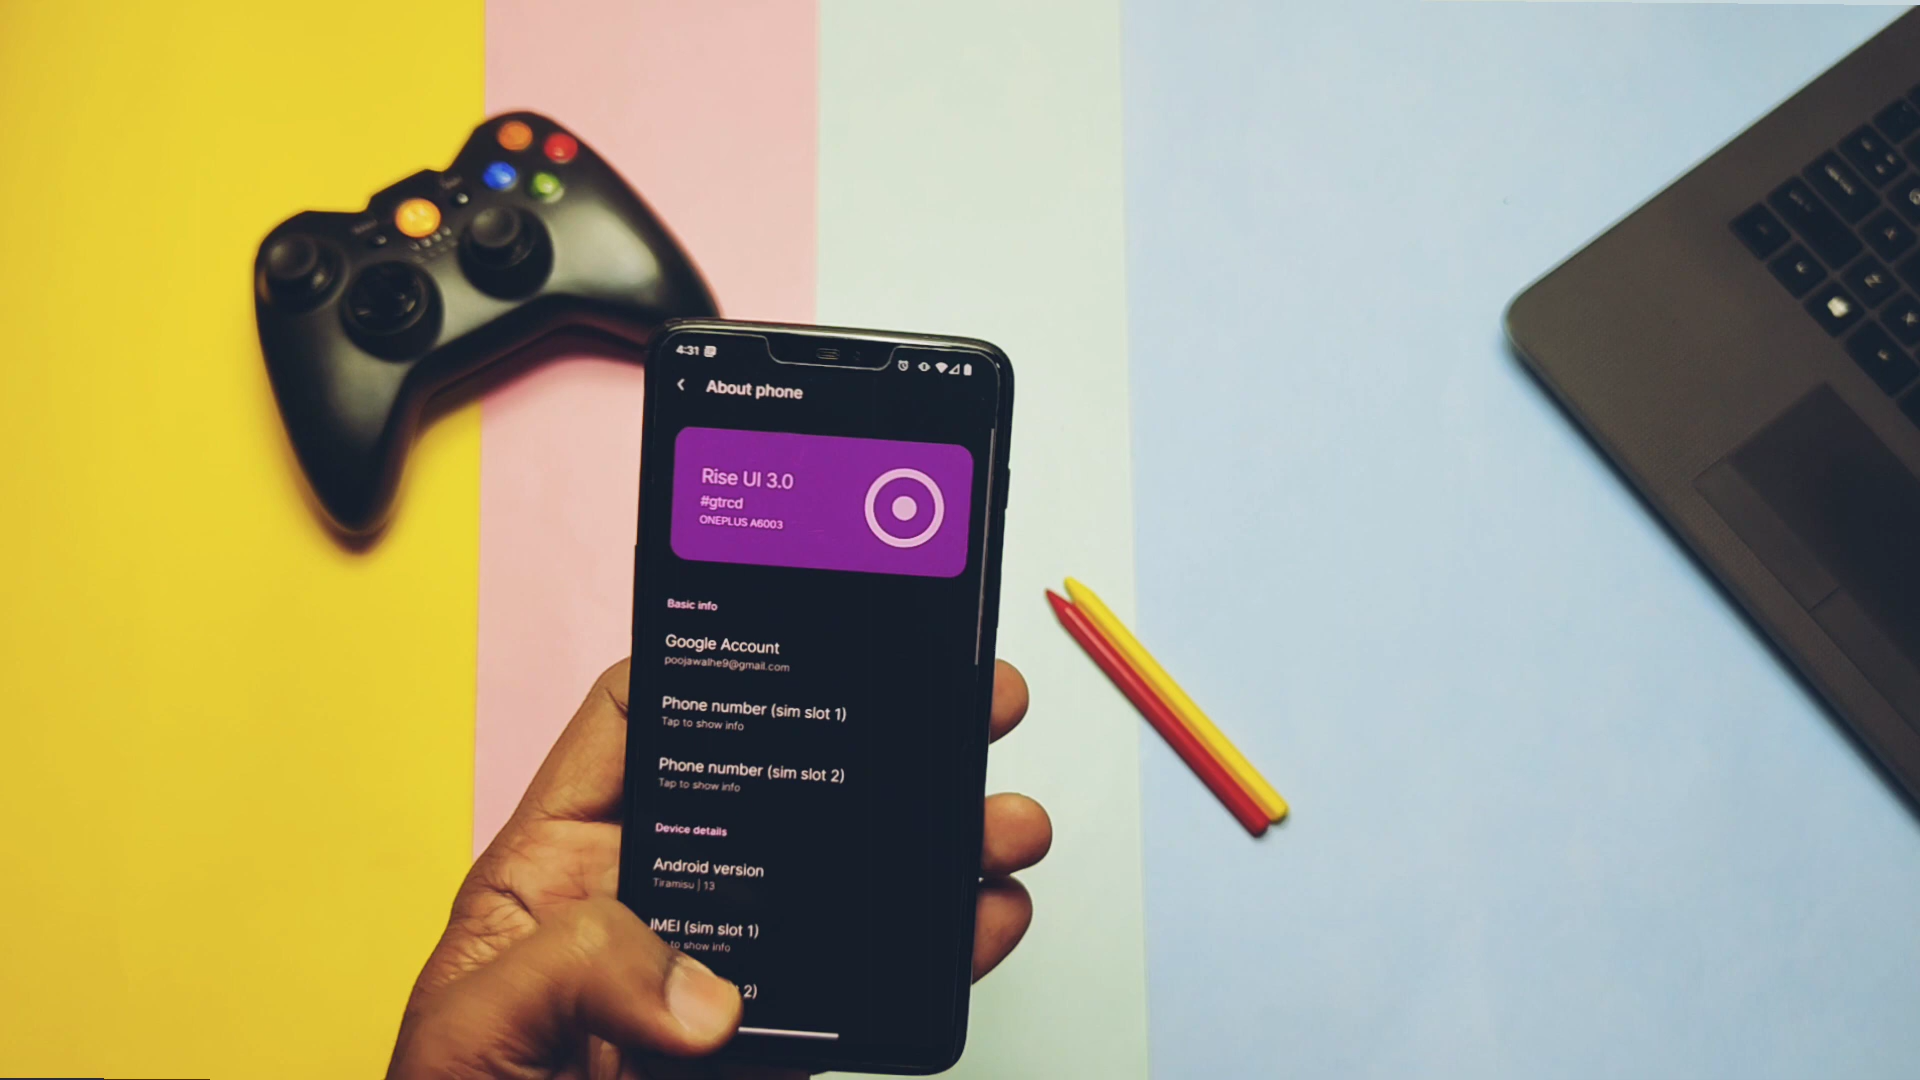 4:31
About phone
Rise UI 3.0
#gtrcd
ONEPLUS A6003
Basic info
Google Account
poojawalhe9@gmail.com
Phone number (sim slot 1)
Tap to show info
Phone number (sim slot 2)
Tap to show info
Device details
Android version
Tiramisu | 13
IMEI (sim slot 1)
to show info
2)